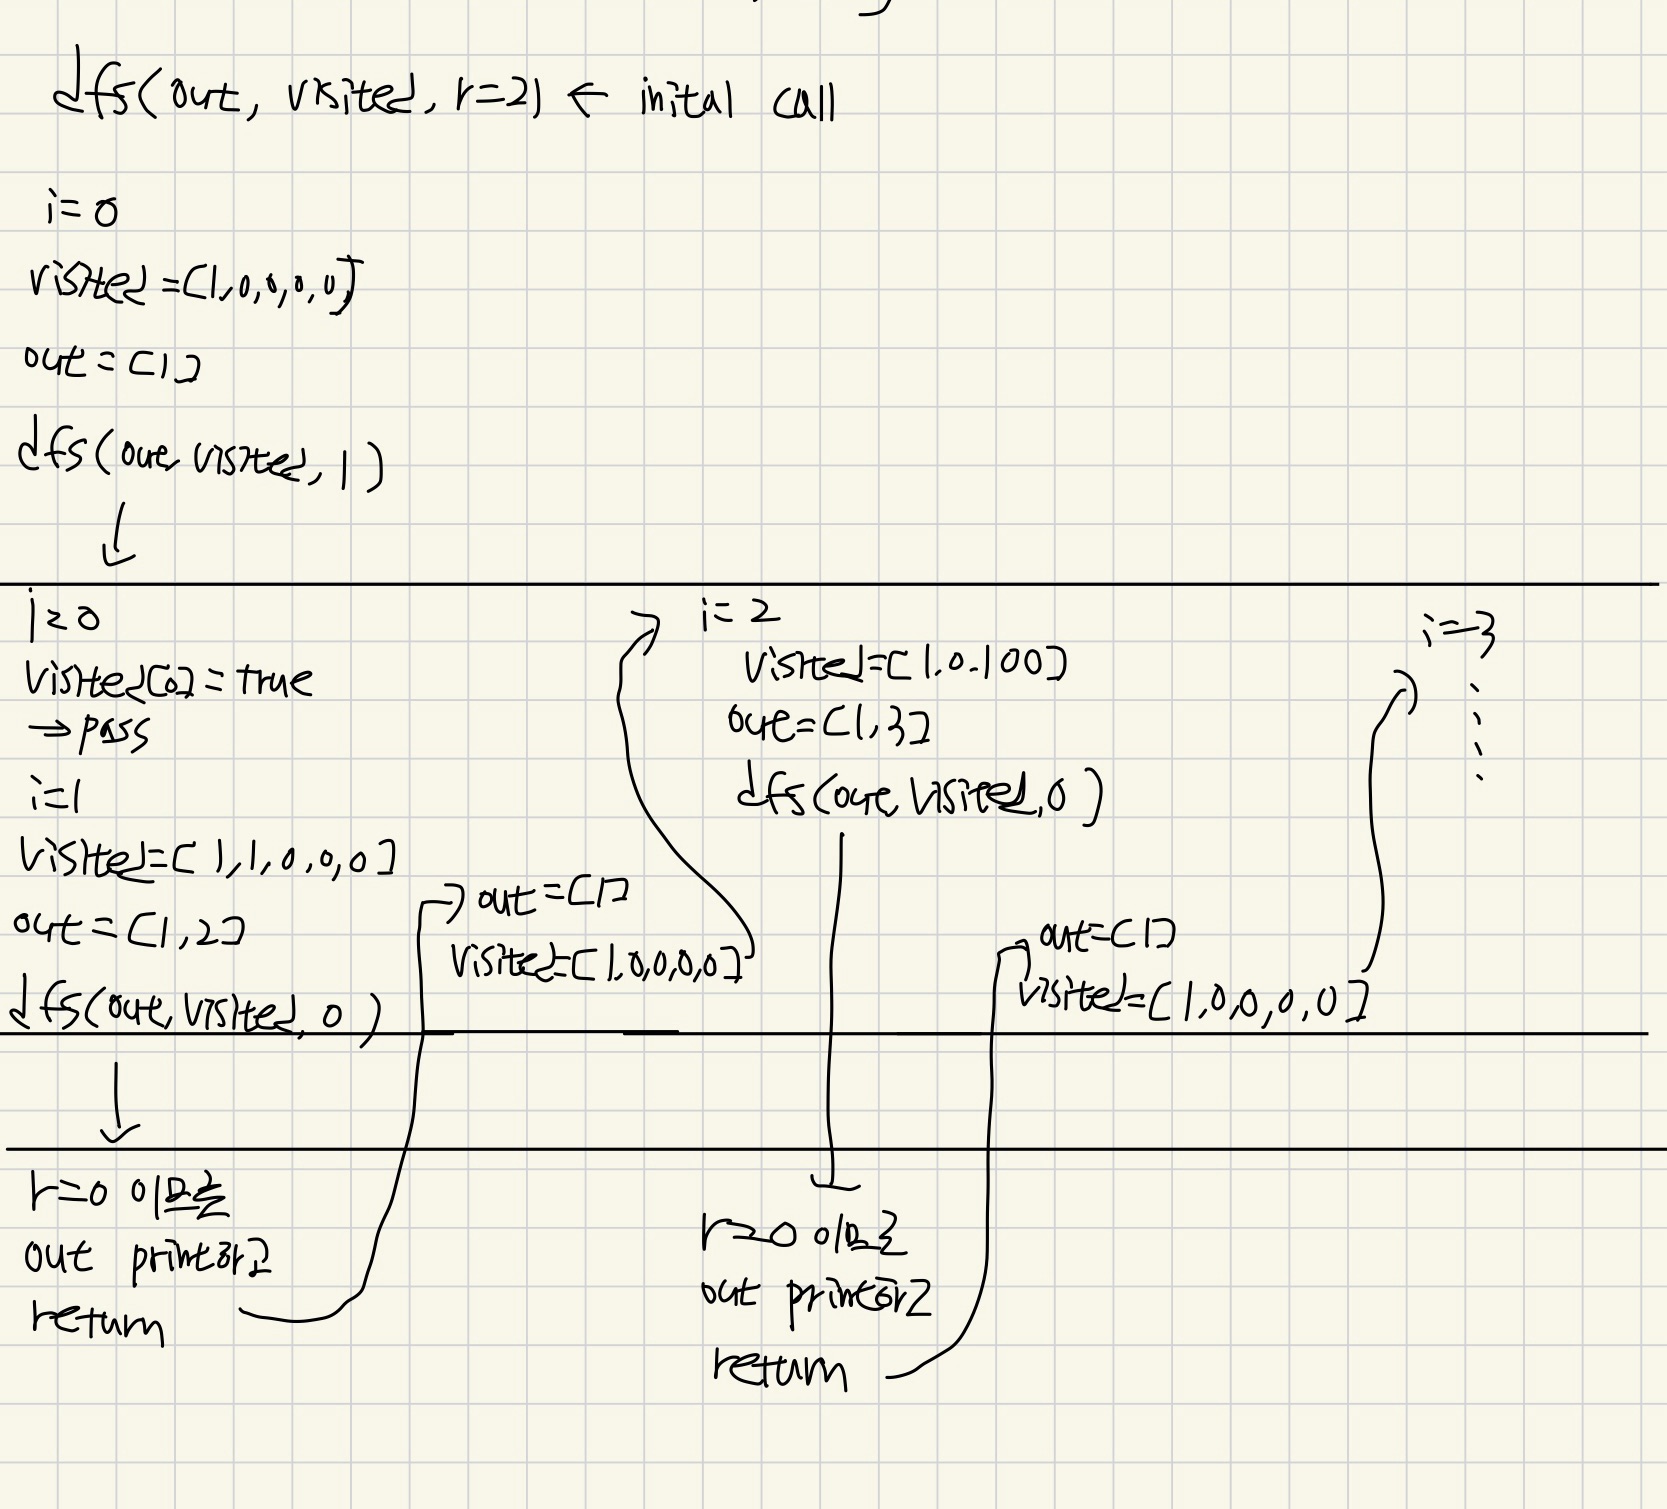 dfs(out, visited, r=2) ← inital call
i=0
visited=[1,0,0,0,0]
out=[1]
dfs(out, visited, 1)
↓
i=0
visited[0]=true
→ pass
i=1
visited=[1,1,0,0,0]
out=[1,2]
dfs(out, visited, 0)
↓
r=0 이므로
out print하고
return
out=[1]
visited=[1,0,0,0,0]
i=2
visited=[1.0.100]
out=[1,3]
dfs(out, visited, 0)
r=0 이므로
out print하고
return
out=[1]
visited=[1,0,0,0,0]
i=3